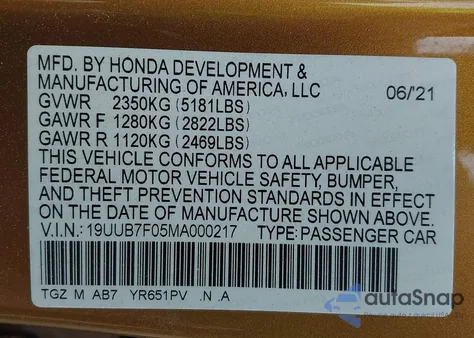 MFD. BY HONDA DEVELOPMENT &
MANUFACTURING OF AMERICA, LLC 06/'21
GVWR 2350KG (5181LBS)
GAWR F 1280KG (2822LBS)
GAWR R 1120KG (2469LBS)
THIS VEHICLE CONFORMS TO ALL APPLICABLE
FEDERAL MOTOR VEHICLE SAFETY, BUMPER,
AND THEFT PREVENTION STANDARDS IN EFFECT
ON THE DATE OF MANUFACTURE SHOWN ABOVE.
V.I.N.: 19UUB7F05MA000217 TYPE: PASSENGER CAR
TGZ M AB7 YR651PV .N .A
autoSnap